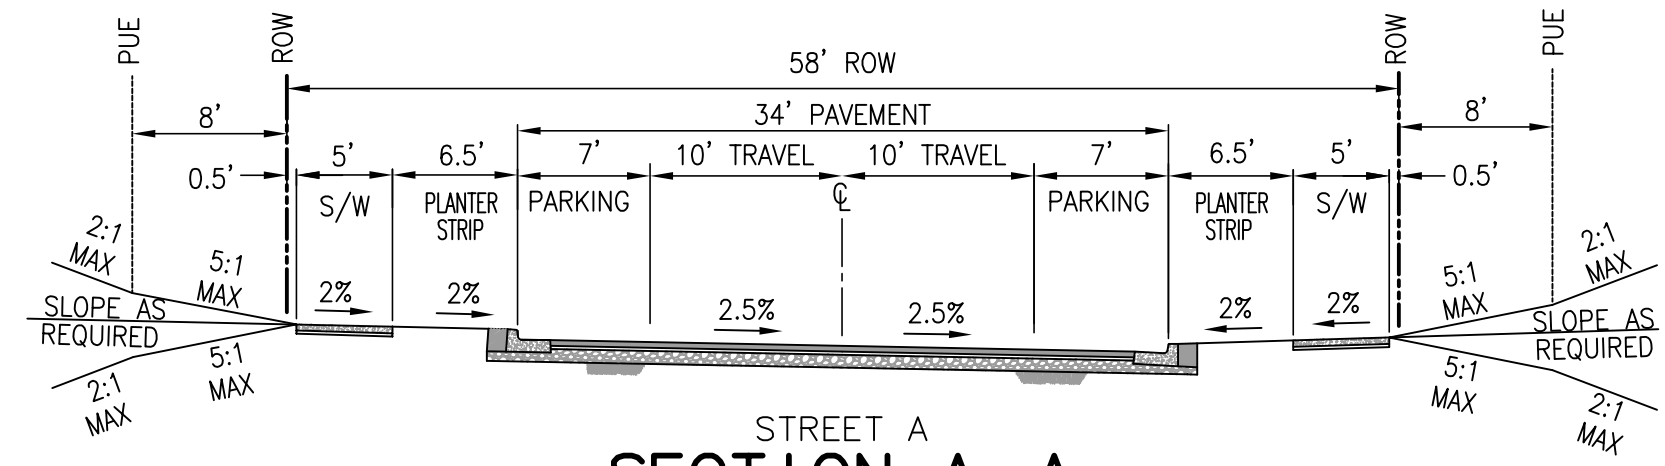 PUE
ROW
ROW
PUE
58' ROW
34' PAVEMENT
8'
8'
0.5'
5'
6.5'
7'
10' TRAVEL
10' TRAVEL
7'
6.5'
5'
0.5'
S/W
PLANTER
STRIP
PARKING
℄
PARKING
PLANTER
STRIP
S/W
2:1
MAX
5:1
MAX
2%
2%
2.5%
2.5%
2%
2%
5:1
MAX
2:1
MAX
SLOPE AS
REQUIRED
SLOPE AS
REQUIRED
2:1
MAX
5:1
MAX
5:1
MAX
2:1
MAX
STREET A
SECTION A-A